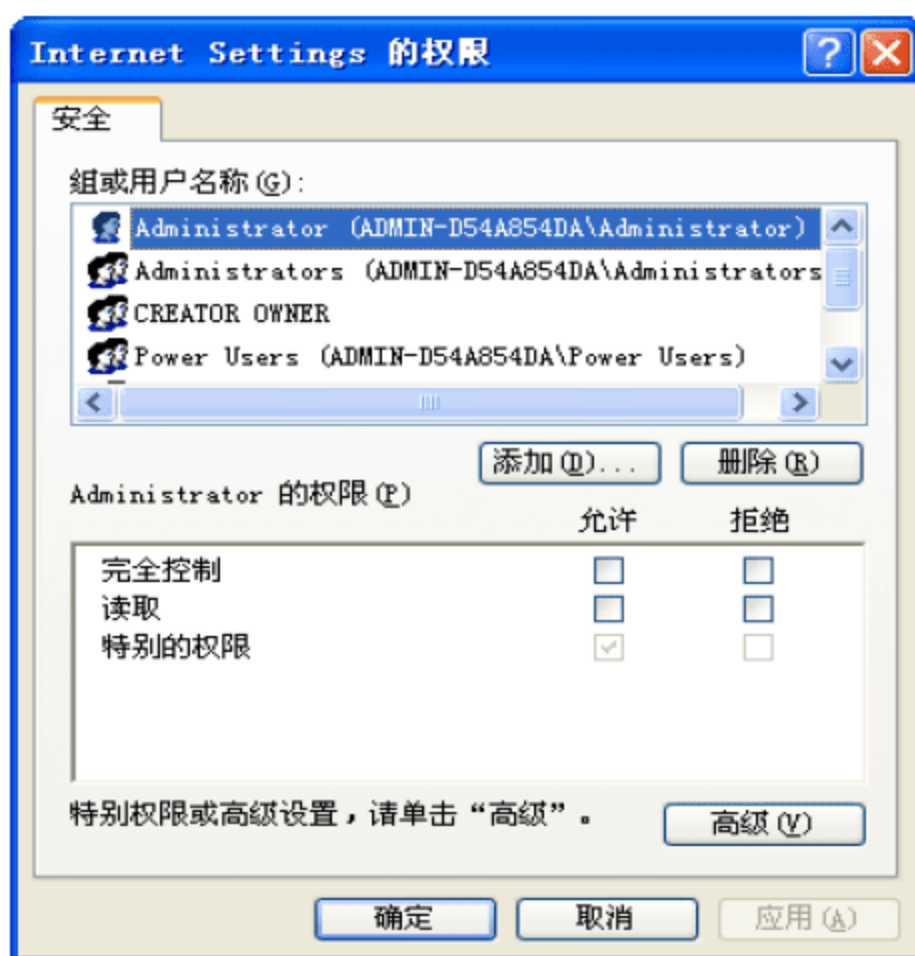 Internet Settings 的权限
安全
组或用户名称(G):
Administrator (ADMIN-D54A854DA\Administrator)
Administrators (ADMIN-D54A854DA\Administrators
CREATOR OWNER
Power Users (ADMIN-D54A854DA\Power Users)
添加(D)... 删除(R)
Administrator 的权限(P)
允许 拒绝
完全控制
读取
特别的权限
特别权限或高级设置，请单击“高级”。
高级(V)
确定 取消 应用(A)